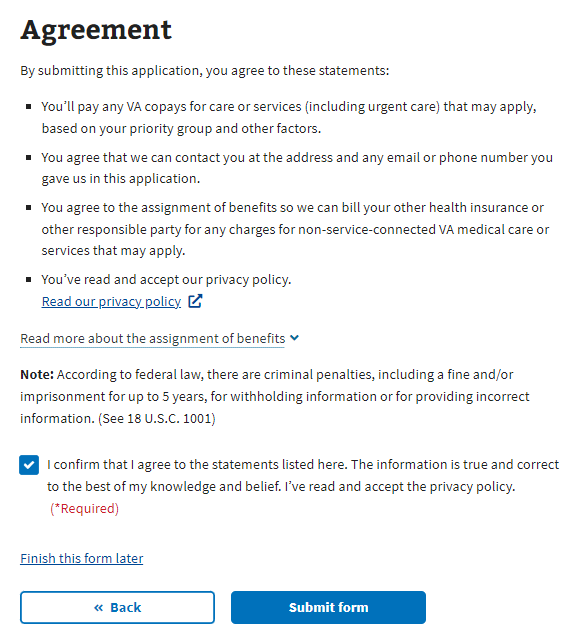 Agreement
By submitting this application, you agree to these statements:
You'll pay any VA copays for care or services (including urgent care) that may apply,
based on your priority group and other factors.
You agree that we can contact you at the address and any email or phone number you
gave us in this application.
You agree to the assignment of benefits so we can bill your other health insurance or
other responsible party for any charges for non-service-connected VA medical care or
services that may apply.
You've read and accept our privacy policy.
Read our privacy policy
Read more about the assignment of benefits
Note: According to federal law, there are criminal penalties, including a fine and/or
imprisonment for up to 5 years, for withholding information or for providing incorrect
information. (See 18 U.S.C. 1001)
I confirm that I agree to the statements listed here. The information is true and correct
to the best of my knowledge and belief. I've read and accept the privacy policy.
(*Required)
Finish this form later
« Back
Submit form